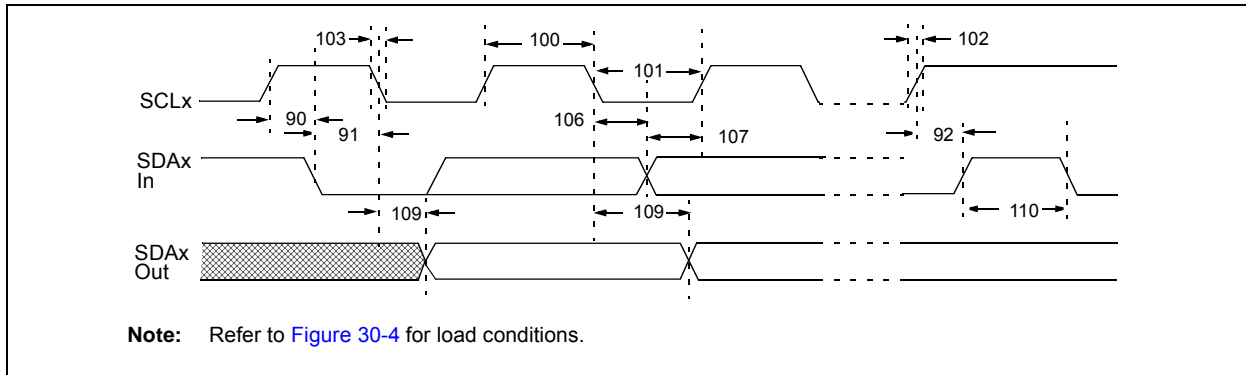 103
100
102
101
SCLx
90
91
106
107
92
SDAx
In
109
109
110
SDAx
Out
Note: Refer to Figure 30-4 for load conditions.